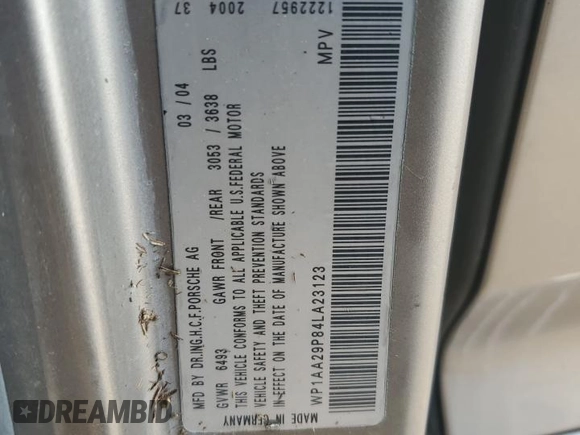 1222957
2004 37
MFD BY DR.ING.H.C.F.PORSCHE AG 03 / 04
GVWR 6493 GAWR FRONT /REAR 3053 / 3638 LBS
THIS VEHICLE CONFORMS TO ALL APPLICABLE U.S.FEDERAL MOTOR
VEHICLE SAFETY AND THEFT PREVENTION STANDARDS
IN EFFECT ON THE DATE OF MANUFACTURE SHOWN ABOVE
WP1AA29P84LA23123 MPV
MADE IN GERMANY
AUTOBIDCAR